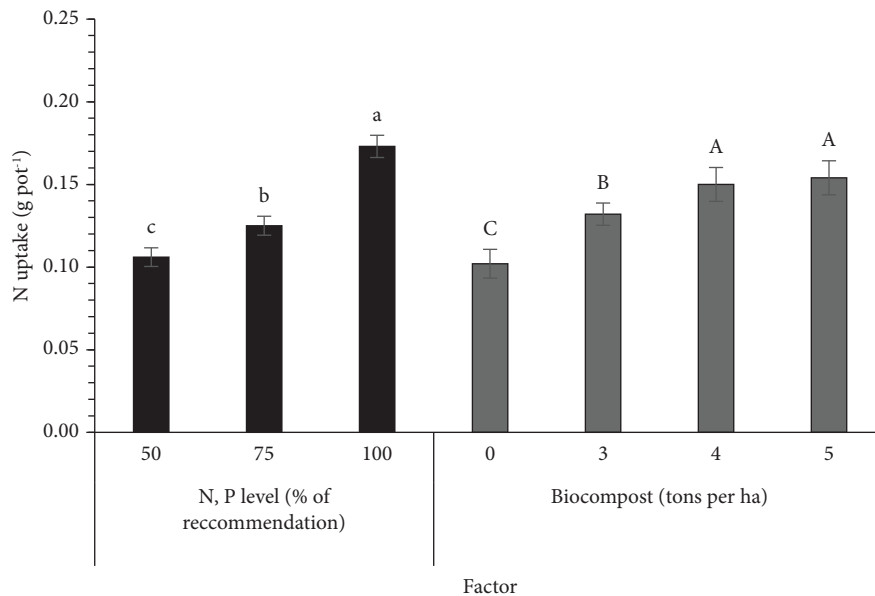 0.25
0.20
0.15
0.10
0.05
0.00
N uptake (g pot-1)
c
b
a
C
B
A
A
50
75
100
0
3
4
5
N, P level (% of
reccommendation)
Biocompost (tons per ha)
Factor